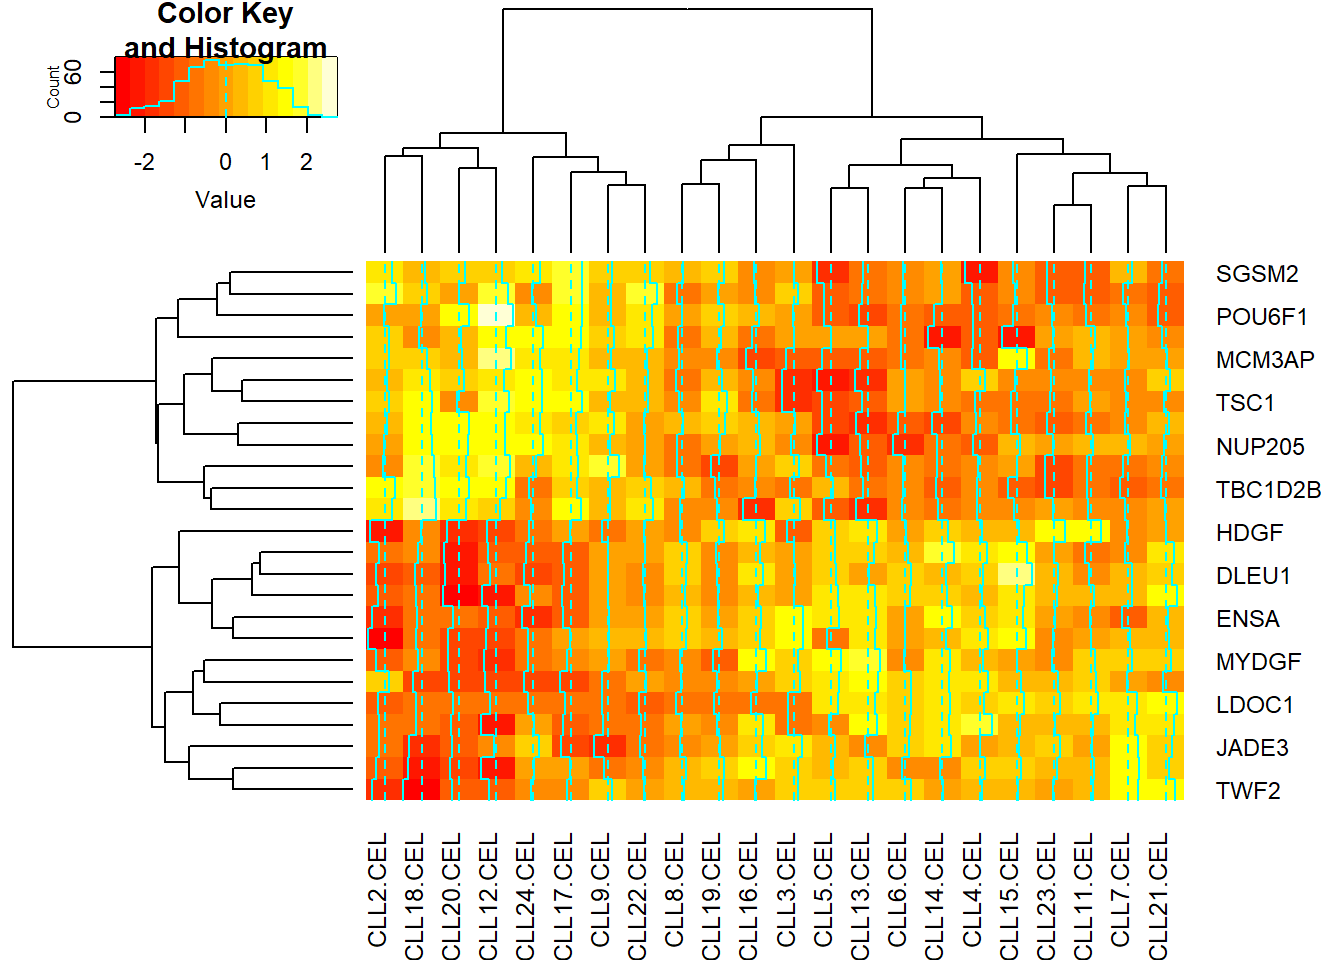 Color Key
and Histogram
Count
0 60
-2 0 1 2
Value
SGSM2
POU6F1
MCM3AP
TSC1
NUP205
TBC1D2B
HDGF
DLEU1
ENSA
MYDGF
LDOC1
JADE3
TWF2
CLL2.CEL
CLL18.CEL
CLL20.CEL
CLL12.CEL
CLL24.CEL
CLL17.CEL
CLL9.CEL
CLL22.CEL
CLL8.CEL
CLL19.CEL
CLL16.CEL
CLL3.CEL
CLL5.CEL
CLL13.CEL
CLL6.CEL
CLL14.CEL
CLL4.CEL
CLL15.CEL
CLL23.CEL
CLL11.CEL
CLL7.CEL
CLL21.CEL